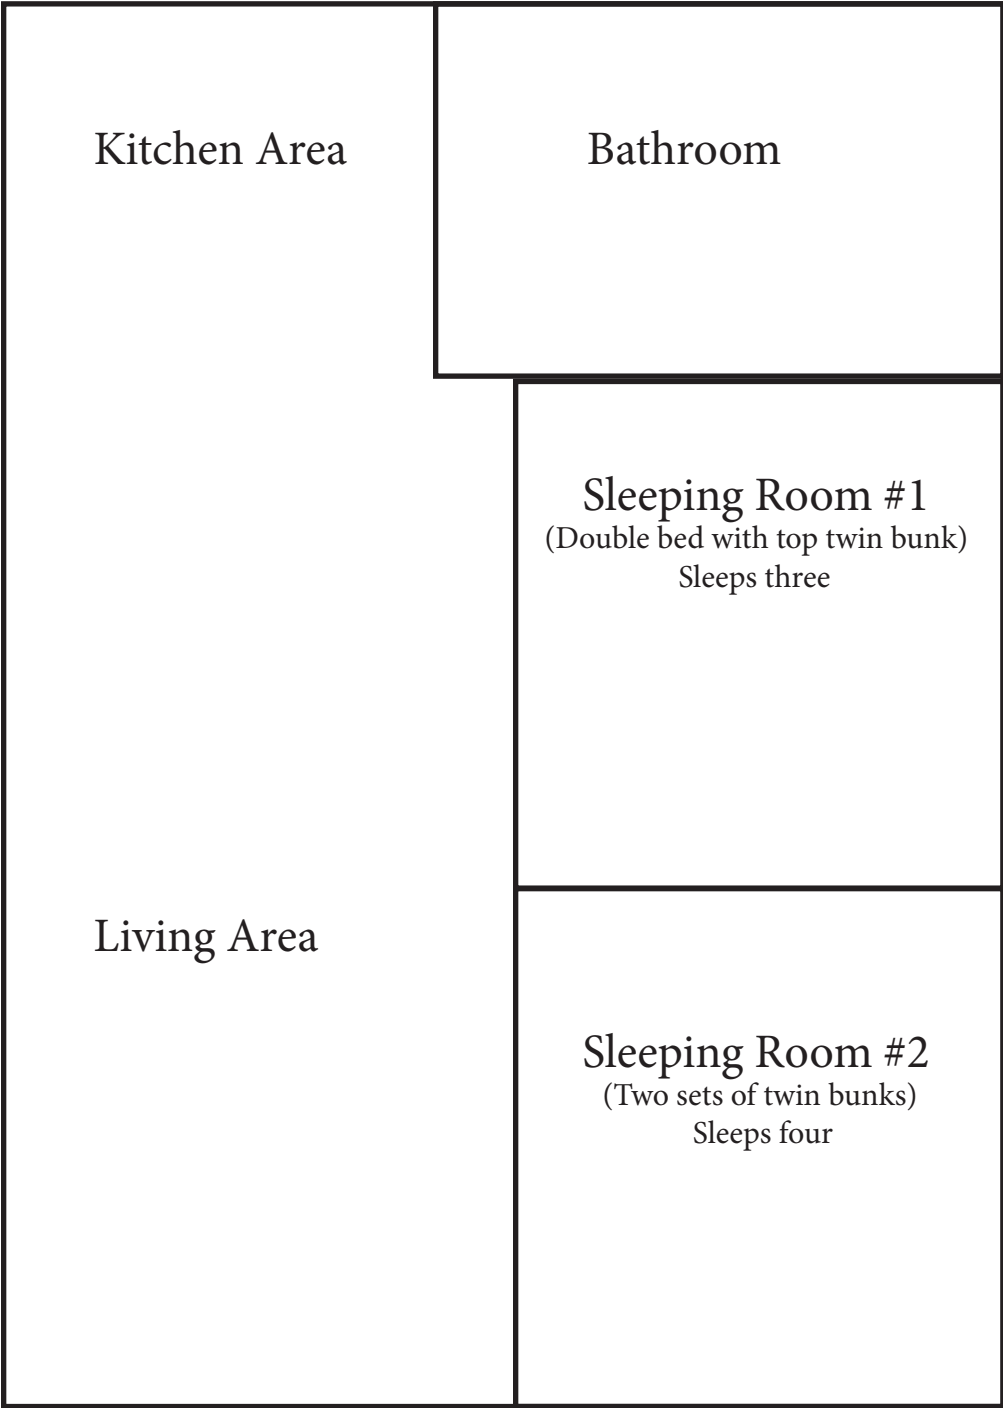 Kitchen Area
Bathroom
Sleeping Room #1
(Double bed with top twin bunk)
Sleeps three
Living Area
Sleeping Room #2
(Two sets of twin bunks)
Sleeps four